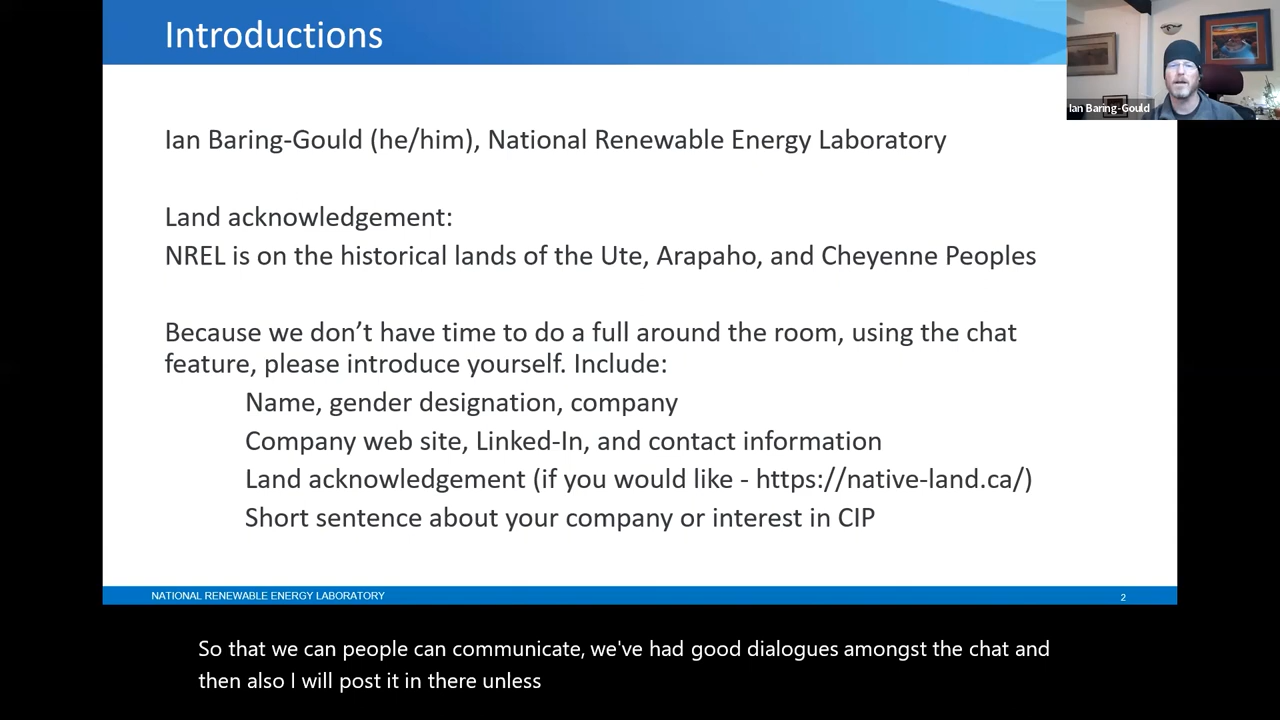 Introductions
Ian Baring-Gould
Ian Baring-Gould (he/him), National Renewable Energy Laboratory
Land acknowledgement:
NREL is on the historical lands of the Ute, Arapaho, and Cheyenne Peoples
Because we don’t have time to do a full around the room, using the chat
feature, please introduce yourself. Include:
Name, gender designation, company
Company web site, Linked-In, and contact information
Land acknowledgement (if you would like - https://native-land.ca/)
Short sentence about your company or interest in CIP
NATIONAL RENEWABLE ENERGY LABORATORY
2
So that we can people can communicate, we've had good dialogues amongst the chat and
then also I will post it in there unless